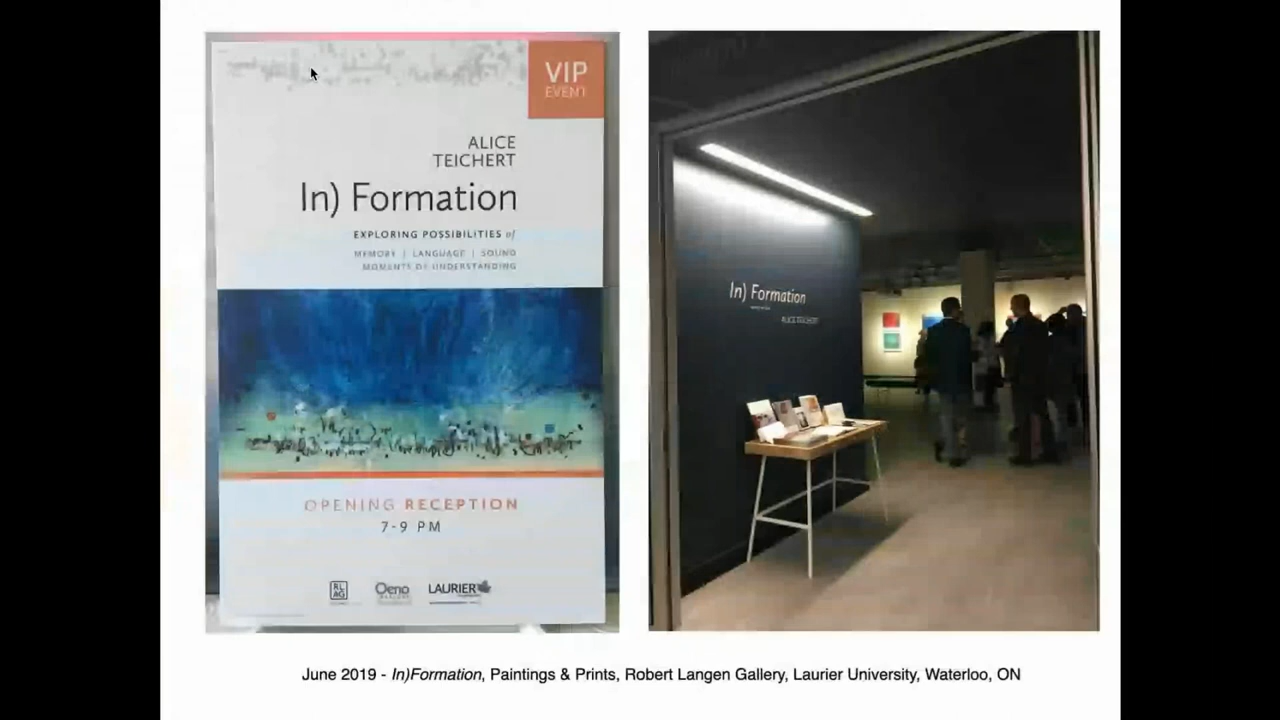 VIP
EVENT
ALICE
TEICHERT
In) Formation
EXPLORING POSSIBILITIES of
MEMORY | LANGUAGE | SOUND
MOMENTS OF UNDERSTANDING
OPENING RECEPTION
7-9 PM
RL
AG
Oeno
LAURIER
In) Formation
ALICE TEICHERT
June 2019 - In)Formation, Paintings & Prints, Robert Langen Gallery, Laurier University, Waterloo, ON